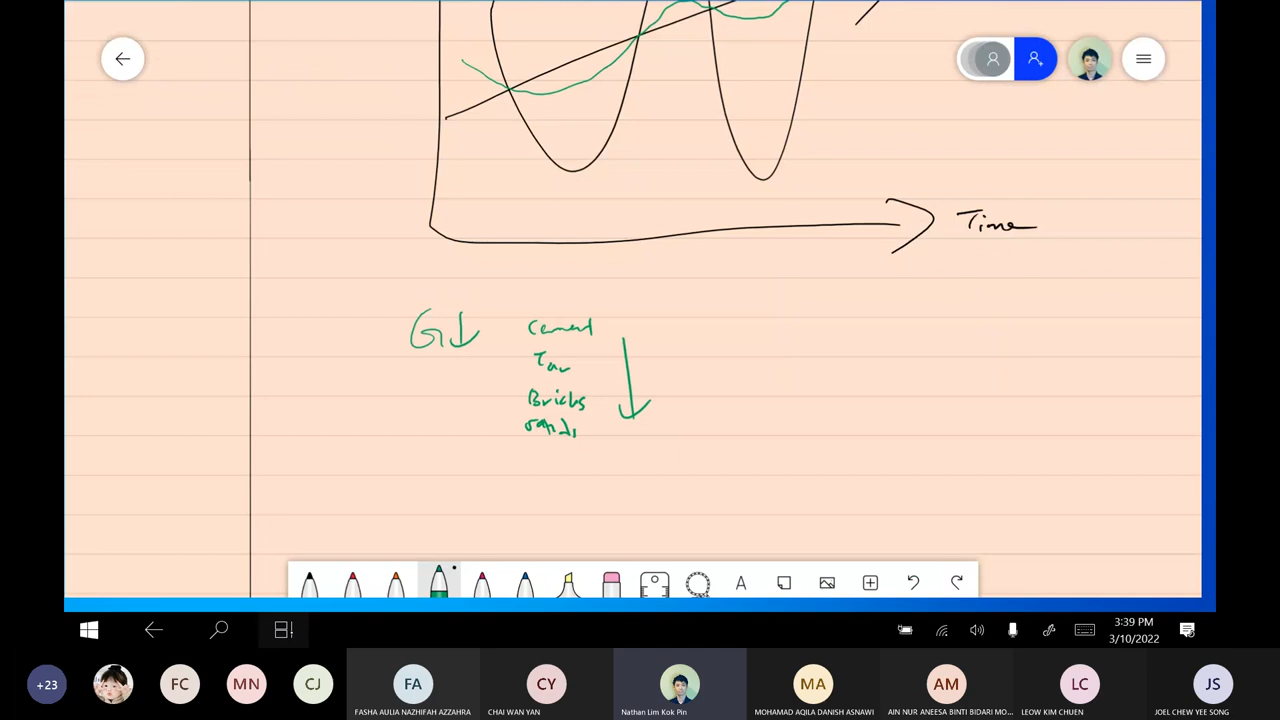 Time
G↓ Cement
Tar
Bricks
sands
A
3:39 PM
3/10/2022
+23
FC
MN
CJ
FA
FASHA AULIA NAZHIFAH AZZAHRA
CY
CHAI WAN YAN
Nathan Lim Kok Pin
MA
MOHAMAD AQILA DANISH ASNAWI
AM
AIN NUR ANEESA BINTI BIDARI MO...
LC
LEOW KIM CHUEN
JS
JOEL CHEW YEE SONG